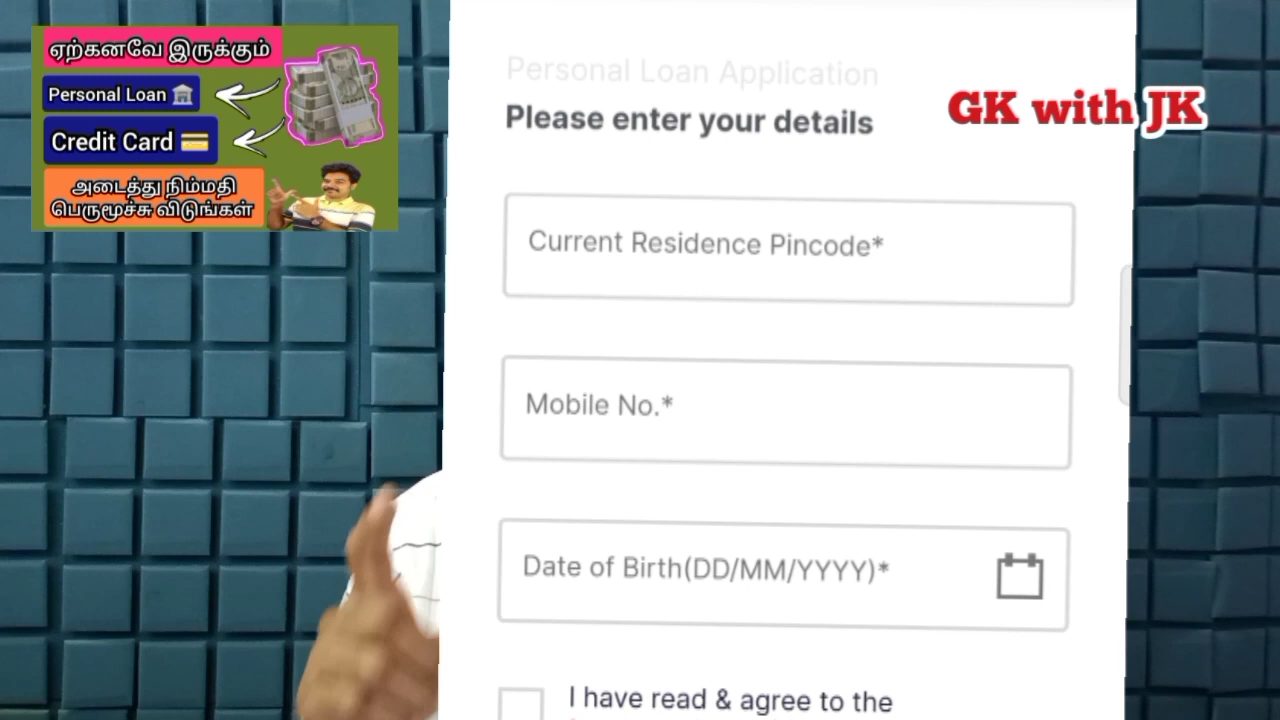 ஏற்கனவே இருக்கும்
Personal Loan
Credit Card
அடைத்து நிம்மதி
பெருமூச்சு விடுங்கள்
GK with JK
Personal Loan Application
Please enter your details
Current Residence Pincode*
Mobile No.*
Date of Birth(DD/MM/YYYY)*
I have read & agree to the